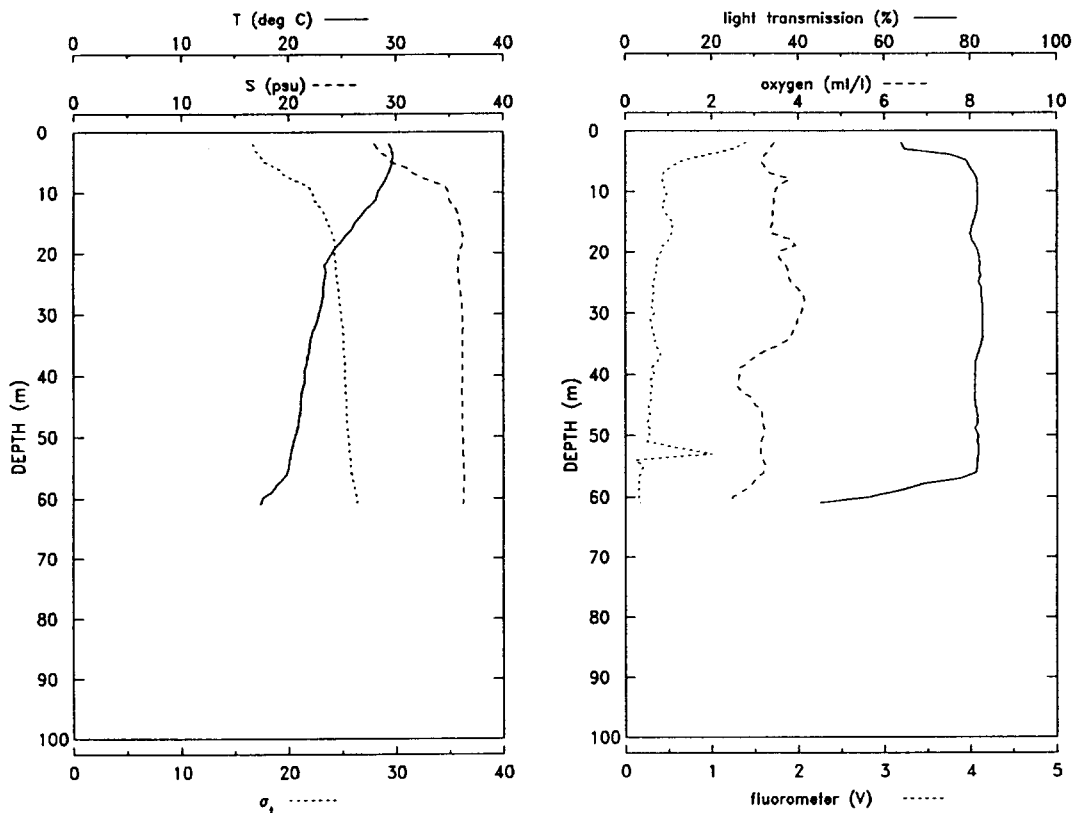 T (deg C)
0 10 20 30 40
S (psu)
0 10 20 30 40
0
10
20
30
40
50
60
70
80
90
100
DEPTH (m)
0 10 20 30 40
σt
light transmission (%)
0 20 40 60 80 100
oxygen (ml/l)
0 2 4 6 8 10
0
10
20
30
40
50
60
70
80
90
100
DEPTH (m)
0 1 2 3 4 5
fluorometer (V)